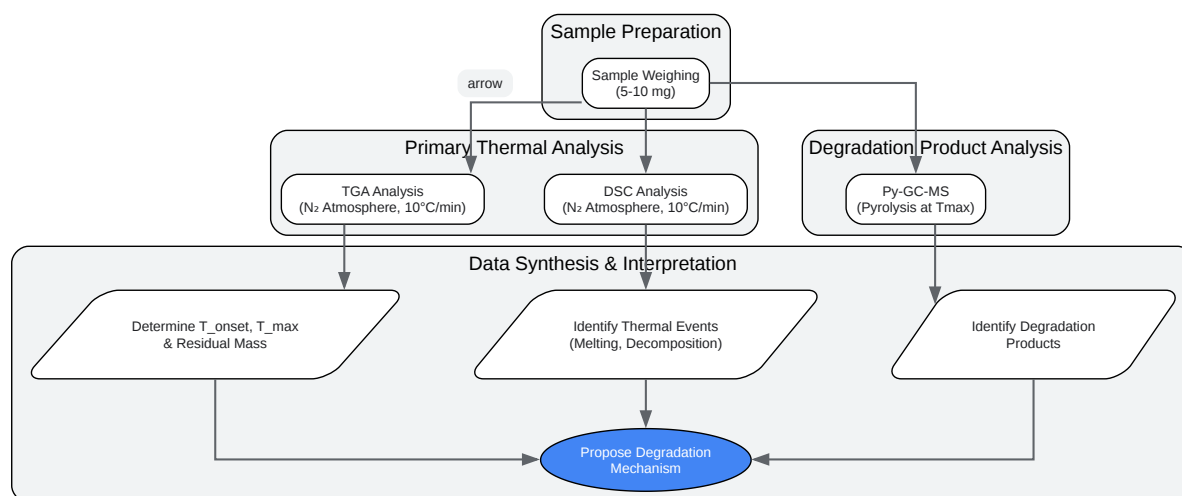 Sample Preparation
Sample Weighing
(5-10 mg)
arrow
Primary Thermal Analysis
Degradation Product Analysis
TGA Analysis
(N₂ Atmosphere, 10°C/min)
DSC Analysis
(N₂ Atmosphere, 10°C/min)
Py-GC-MS
(Pyrolysis at Tmax)
Data Synthesis & Interpretation
Determine T_onset, T_max
& Residual Mass
Identify Thermal Events
(Melting, Decomposition)
Identify Degradation
Products
Propose Degradation
Mechanism